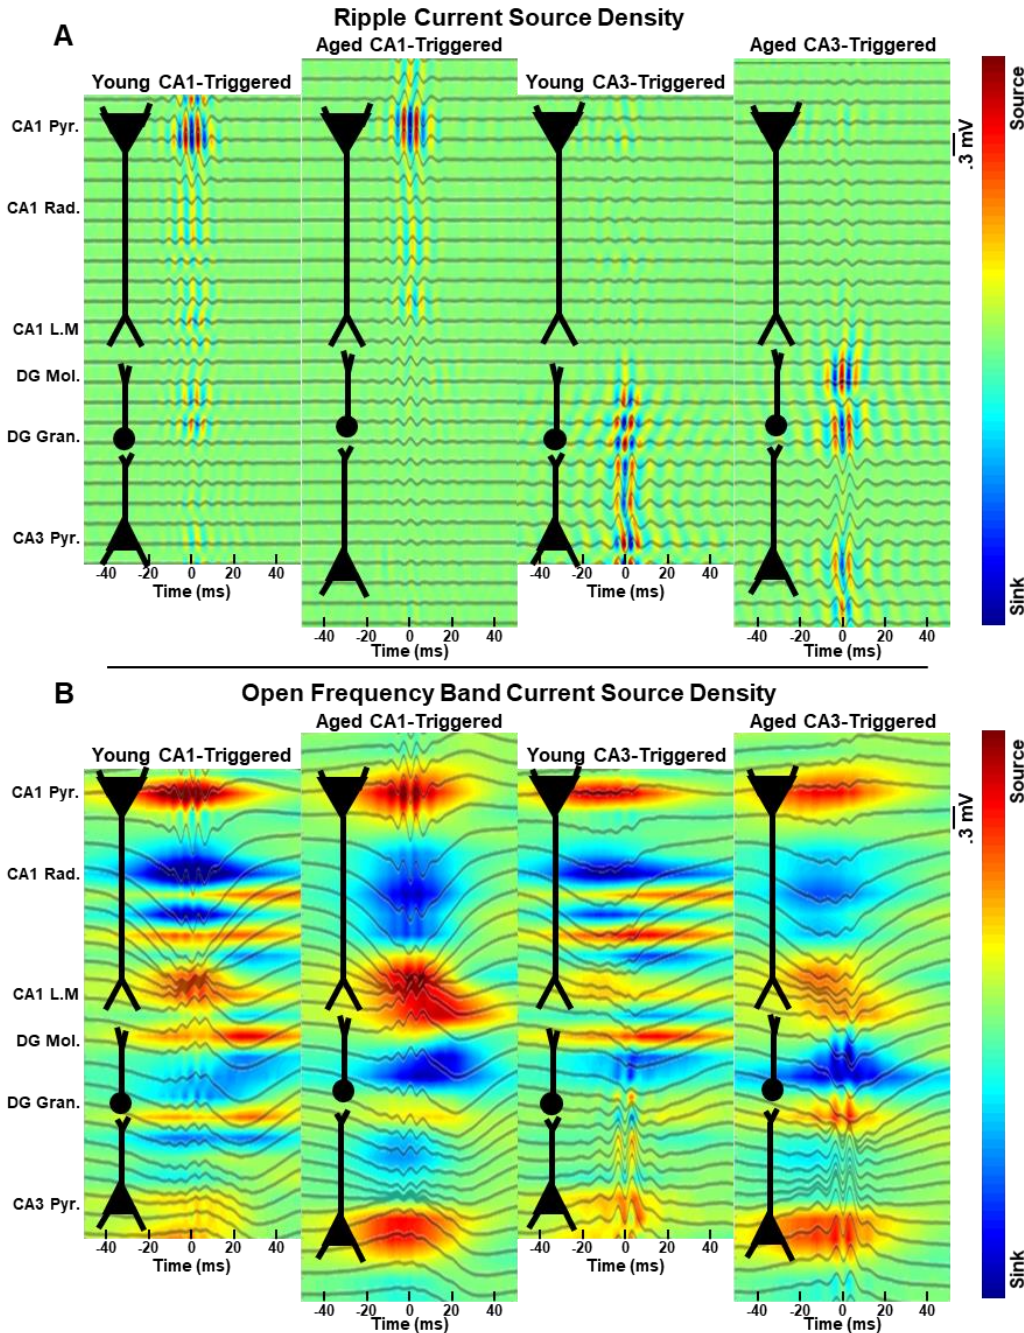 Ripple Current Source Density
A
Aged CA1-Triggered
Aged CA3-Triggered
Young CA1-Triggered
Young CA3-Triggered
CA1 Pyr.
CA1 Rad.
CA1 L.M
DG Mol.
DG Gran.
CA3 Pyr.
.3 mV
Source
Sink
-40 -20 0 20 40
Time (ms)
-40 -20 0 20 40
Time (ms)
-40 -20 0 20 40
Time (ms)
-40 -20 0 20 40
Time (ms)
B
Open Frequency Band Current Source Density
Aged CA1-Triggered
Aged CA3-Triggered
Young CA1-Triggered
Young CA3-Triggered
CA1 Pyr.
CA1 Rad.
CA1 L.M
DG Mol.
DG Gran.
CA3 Pyr.
.3 mV
Source
Sink
-40 -20 0 20 40
Time (ms)
-40 -20 0 20 40
Time (ms)
-40 -20 0 20 40
Time (ms)
-40 -20 0 20 40
Time (ms)